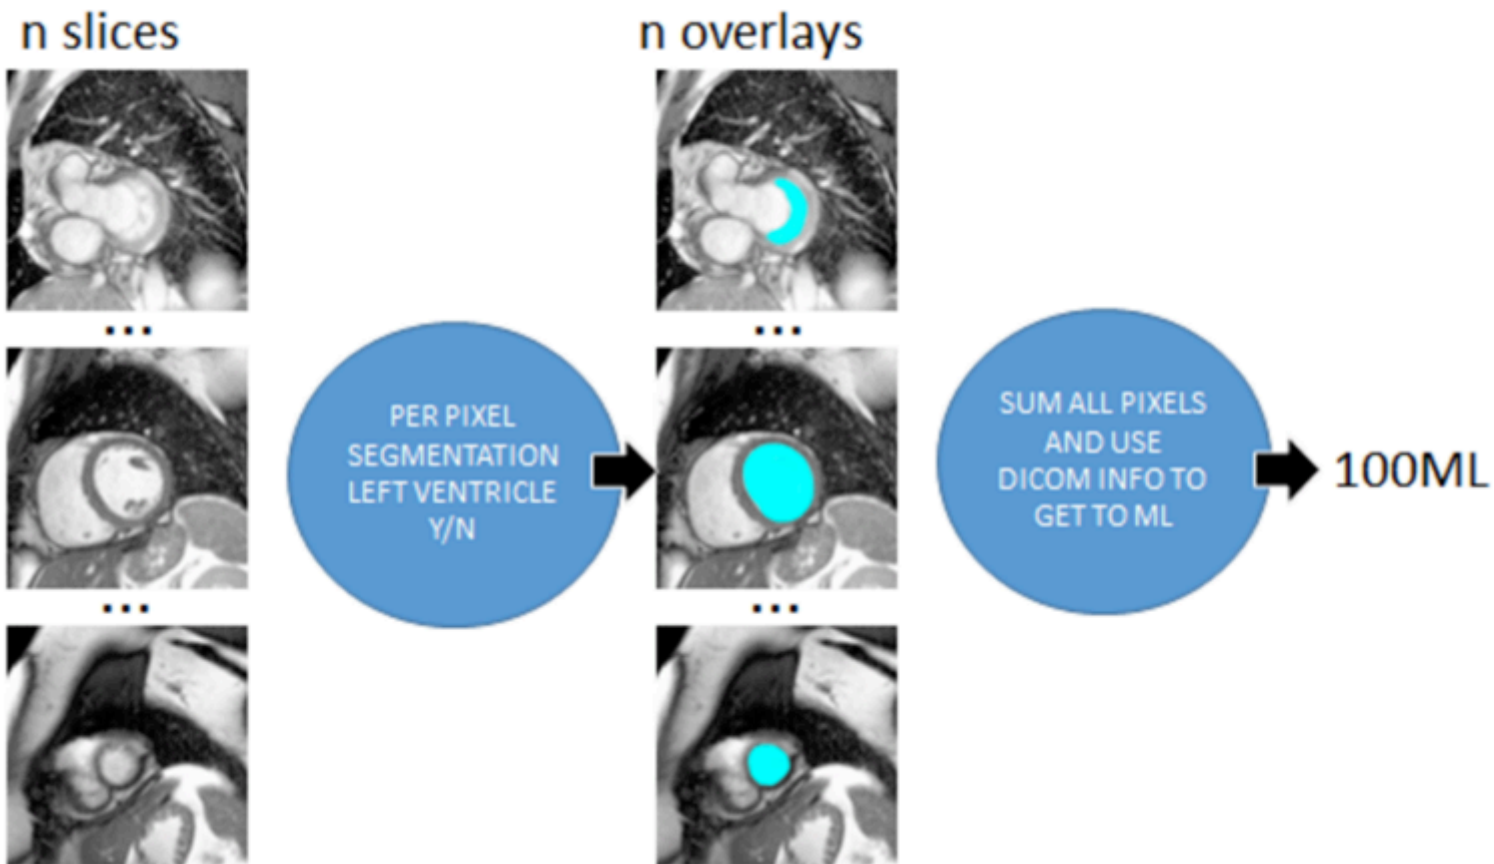 n slices
n overlays
...
...
PER PIXEL
SEGMENTATION
LEFT VENTRICLE
Y/N
...
...
SUM ALL PIXELS
AND USE
DICOM INFO TO
GET TO ML
100ML